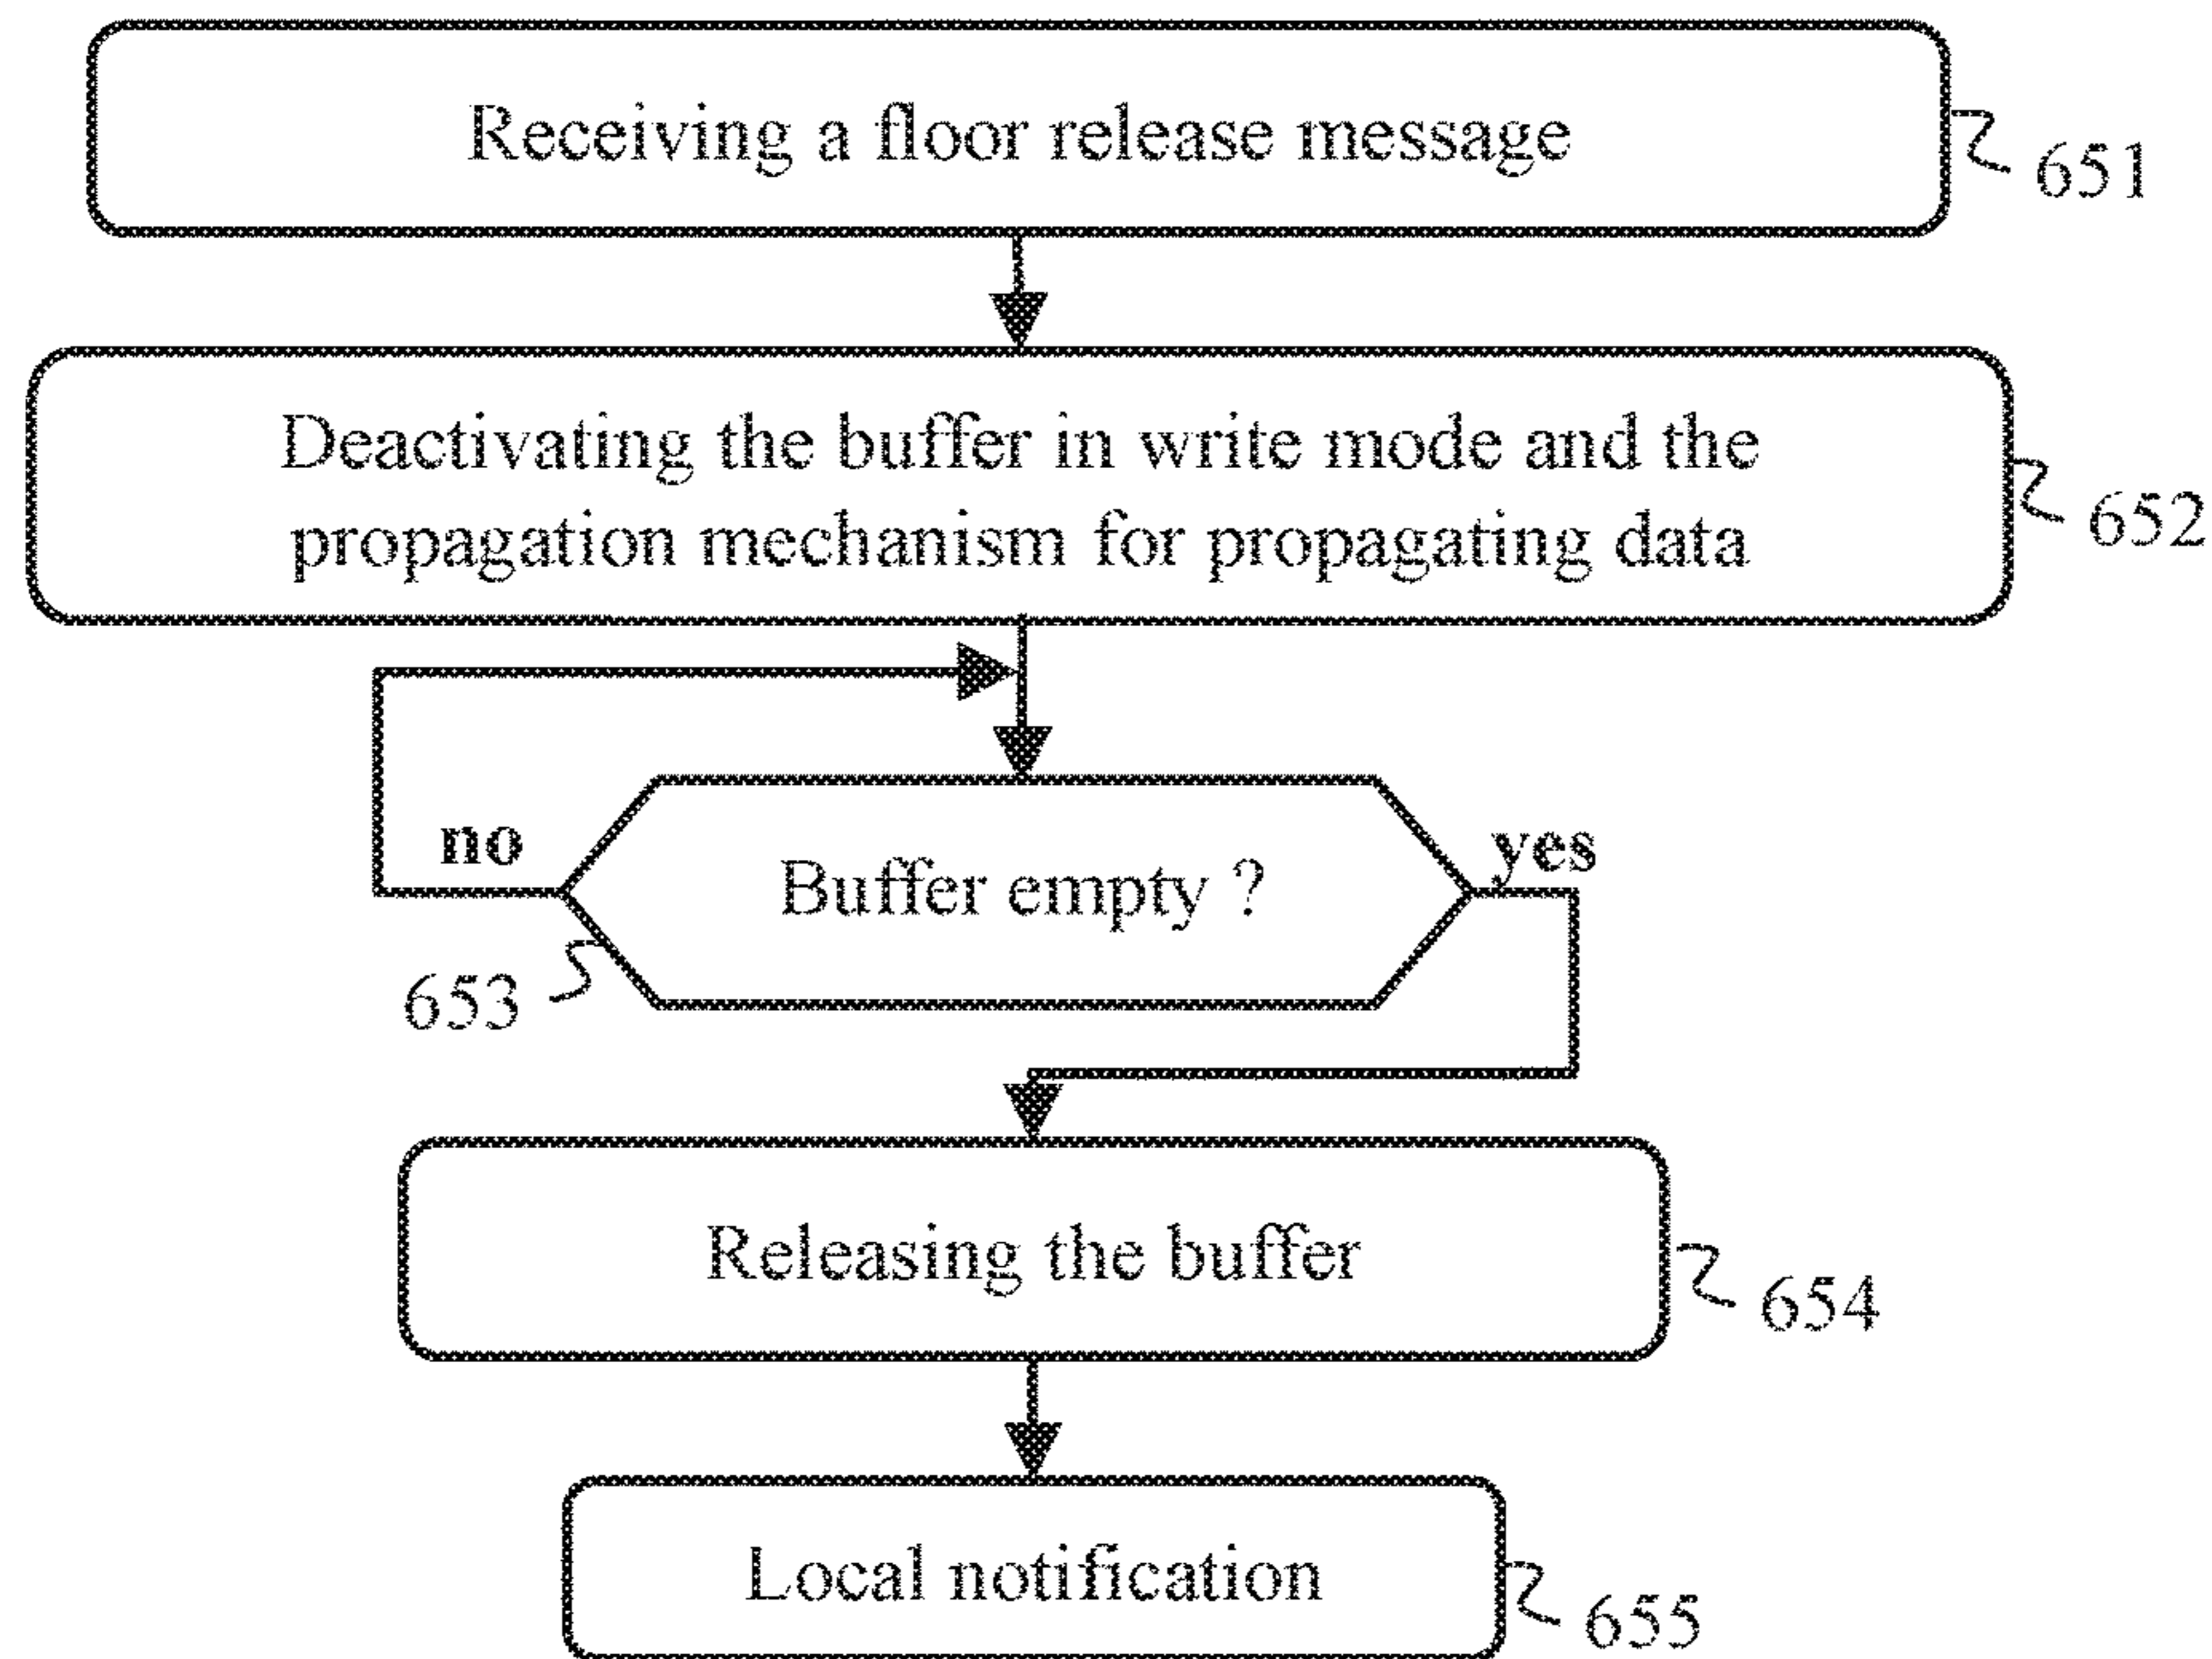 Receiving a floor release message
651
Deactivating the buffer in write mode and the
propagation mechanism for propagating data
652
no
yes
Buffer empty ?
653
Releasing the buffer
654
Local notification
655